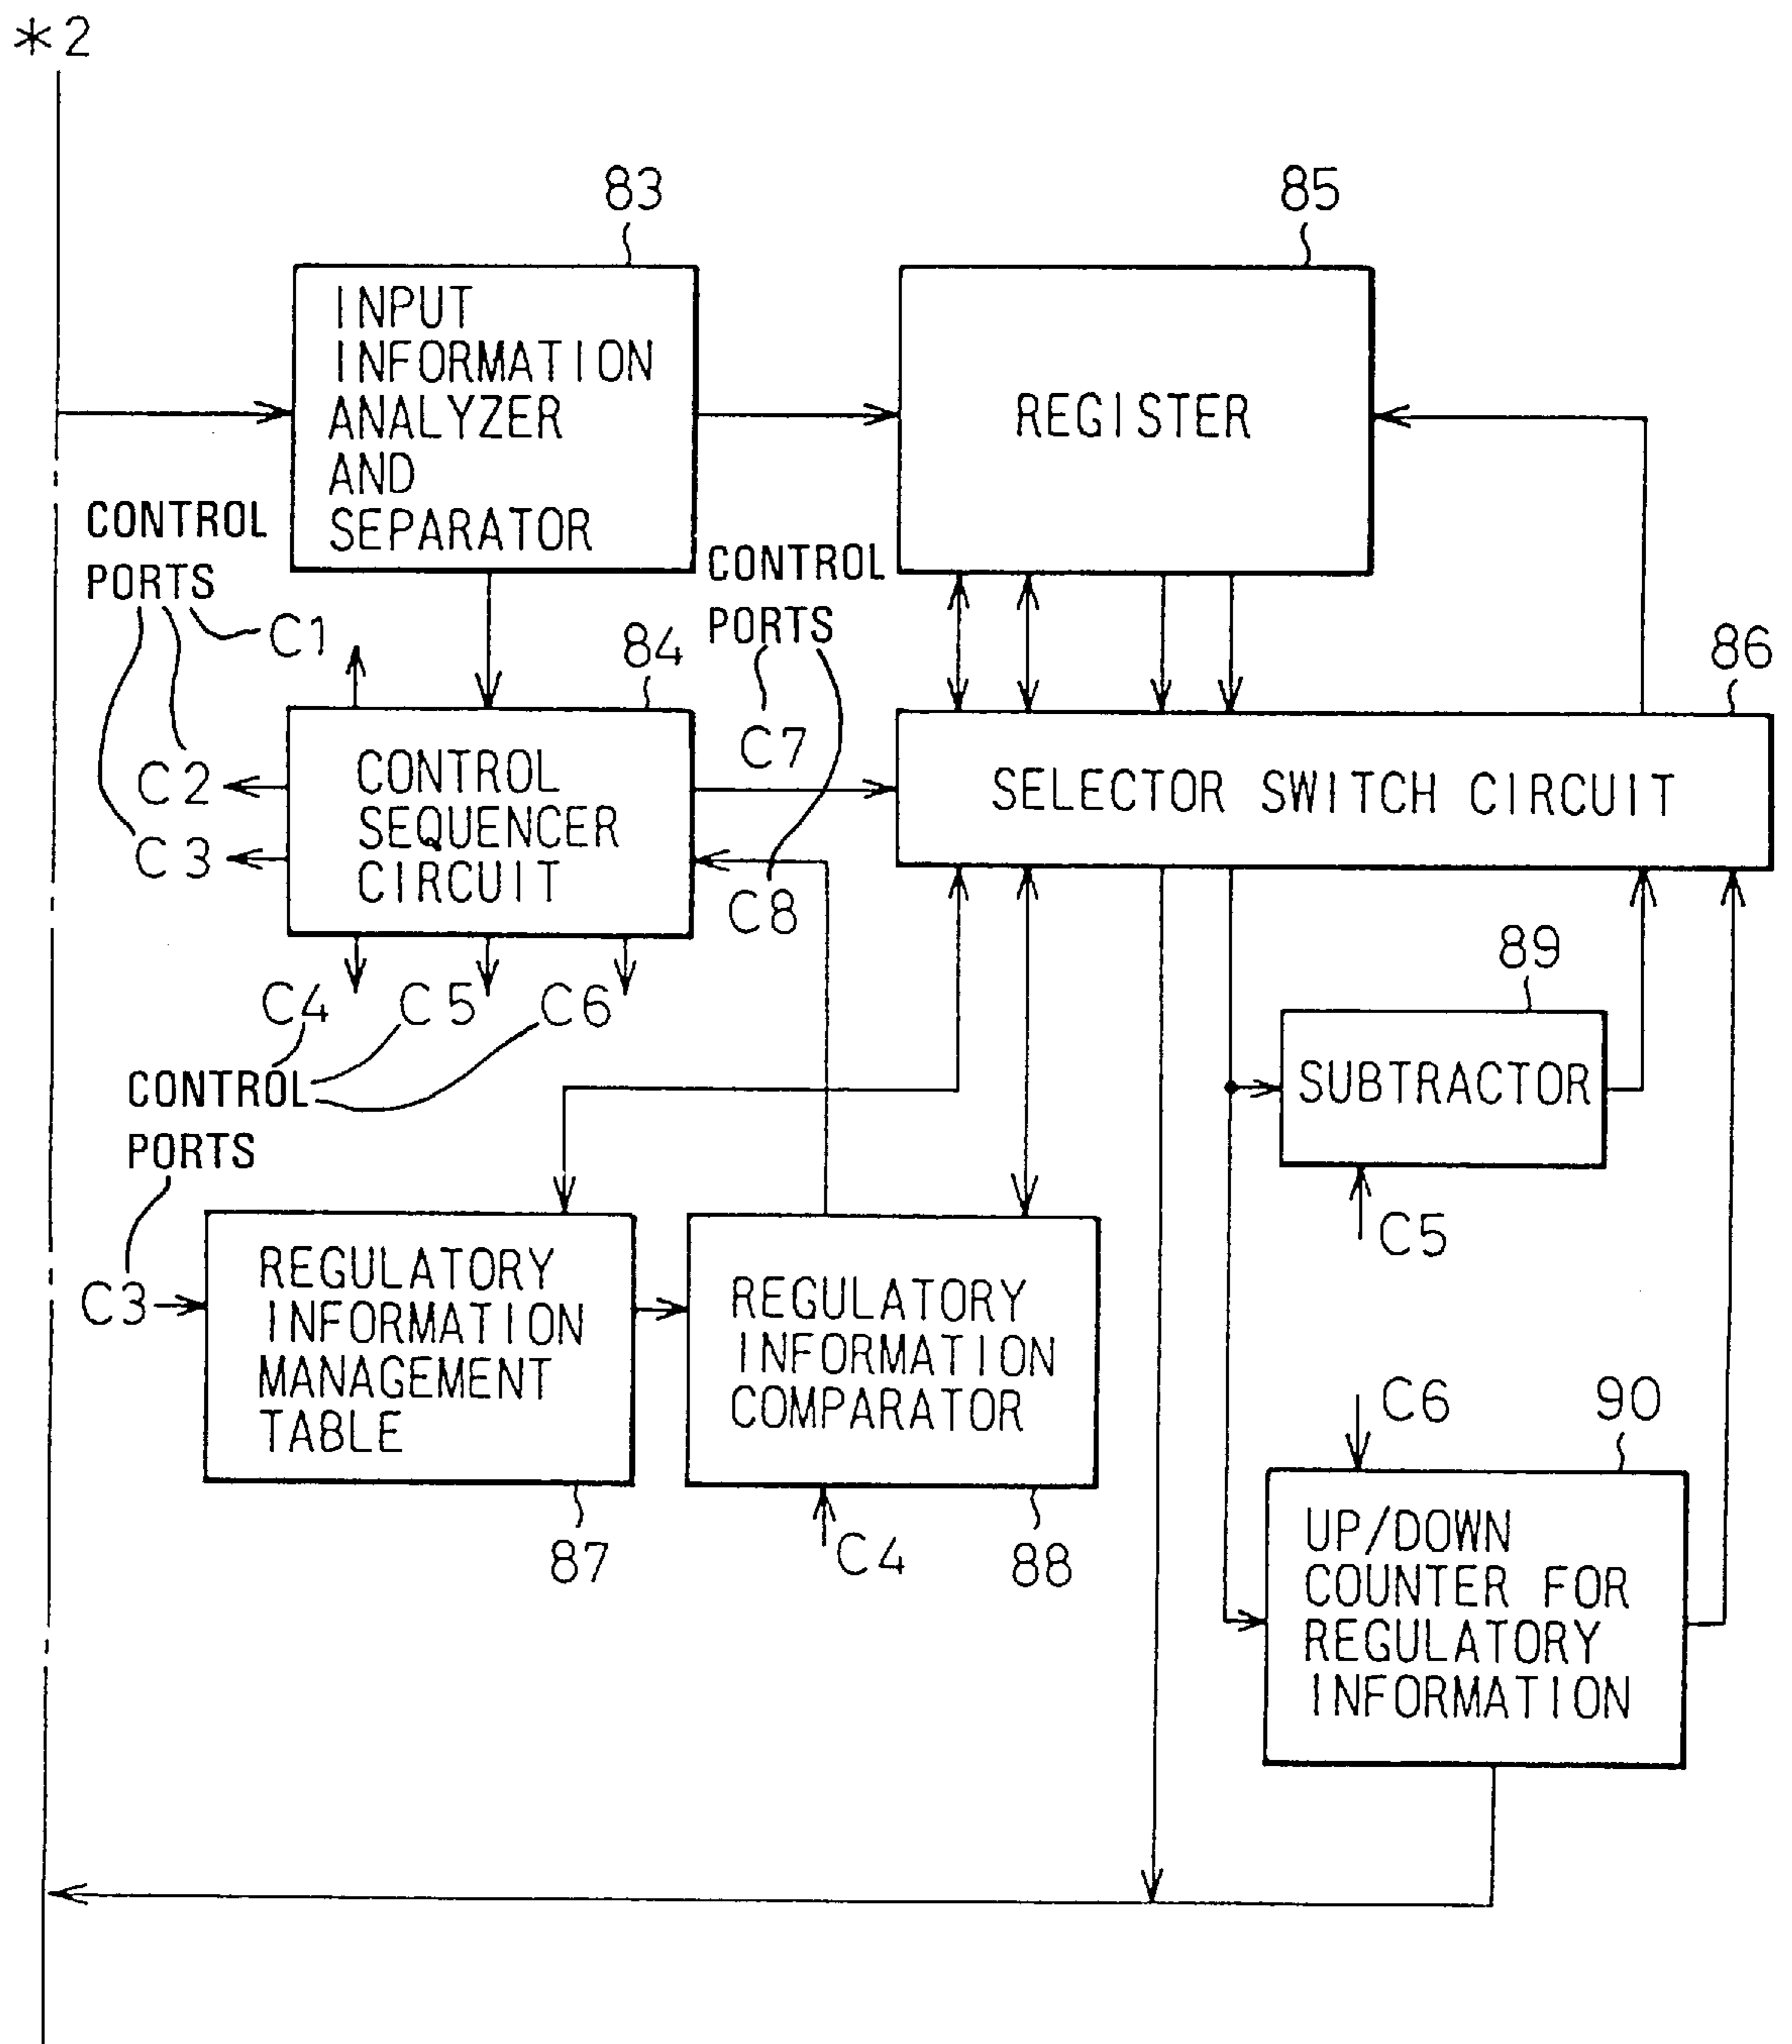 *2
83
85
INPUT
INFORMATION
ANALYZER
AND
SEPARATOR
REGISTER
CONTROL
PORTS
CONTROL
PORTS
C1
84
86
C2
C3
CONTROL
SEQUENCER
CIRCUIT
C7
SELECTOR SWITCH CIRCUIT
C8
C4
C5
C6
89
CONTROL
PORTS
SUBTRACTOR
C5
C3
REGULATORY
INFORMATION
MANAGEMENT
TABLE
REGULATORY
INFORMATION
COMPARATOR
C6
90
87
C4
88
UP/DOWN
COUNTER FOR
REGULATORY
INFORMATION